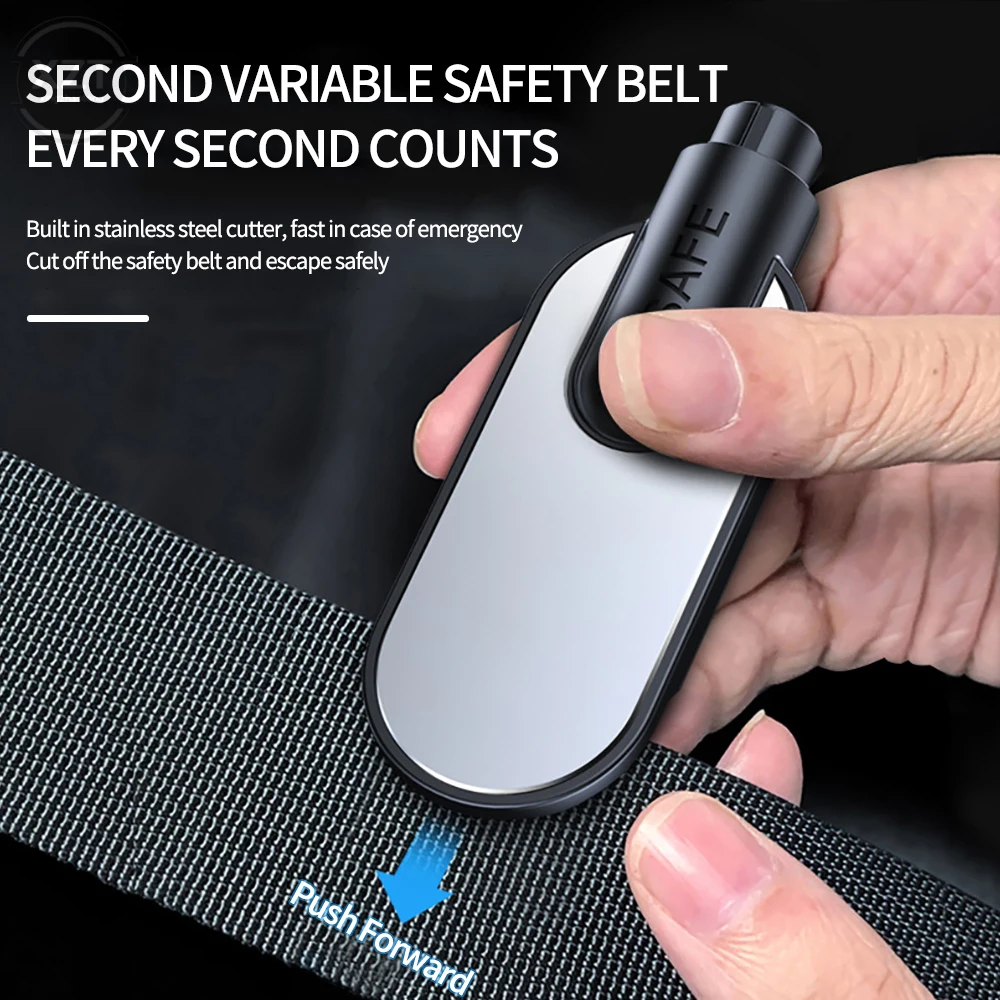 SECOND VARIABLE SAFETY BELT
EVERY SECOND COUNTS
Built in stainless steel cutter, fast in case of emergency
Cut off the safety belt and escape safely
SAFE
Push Forward